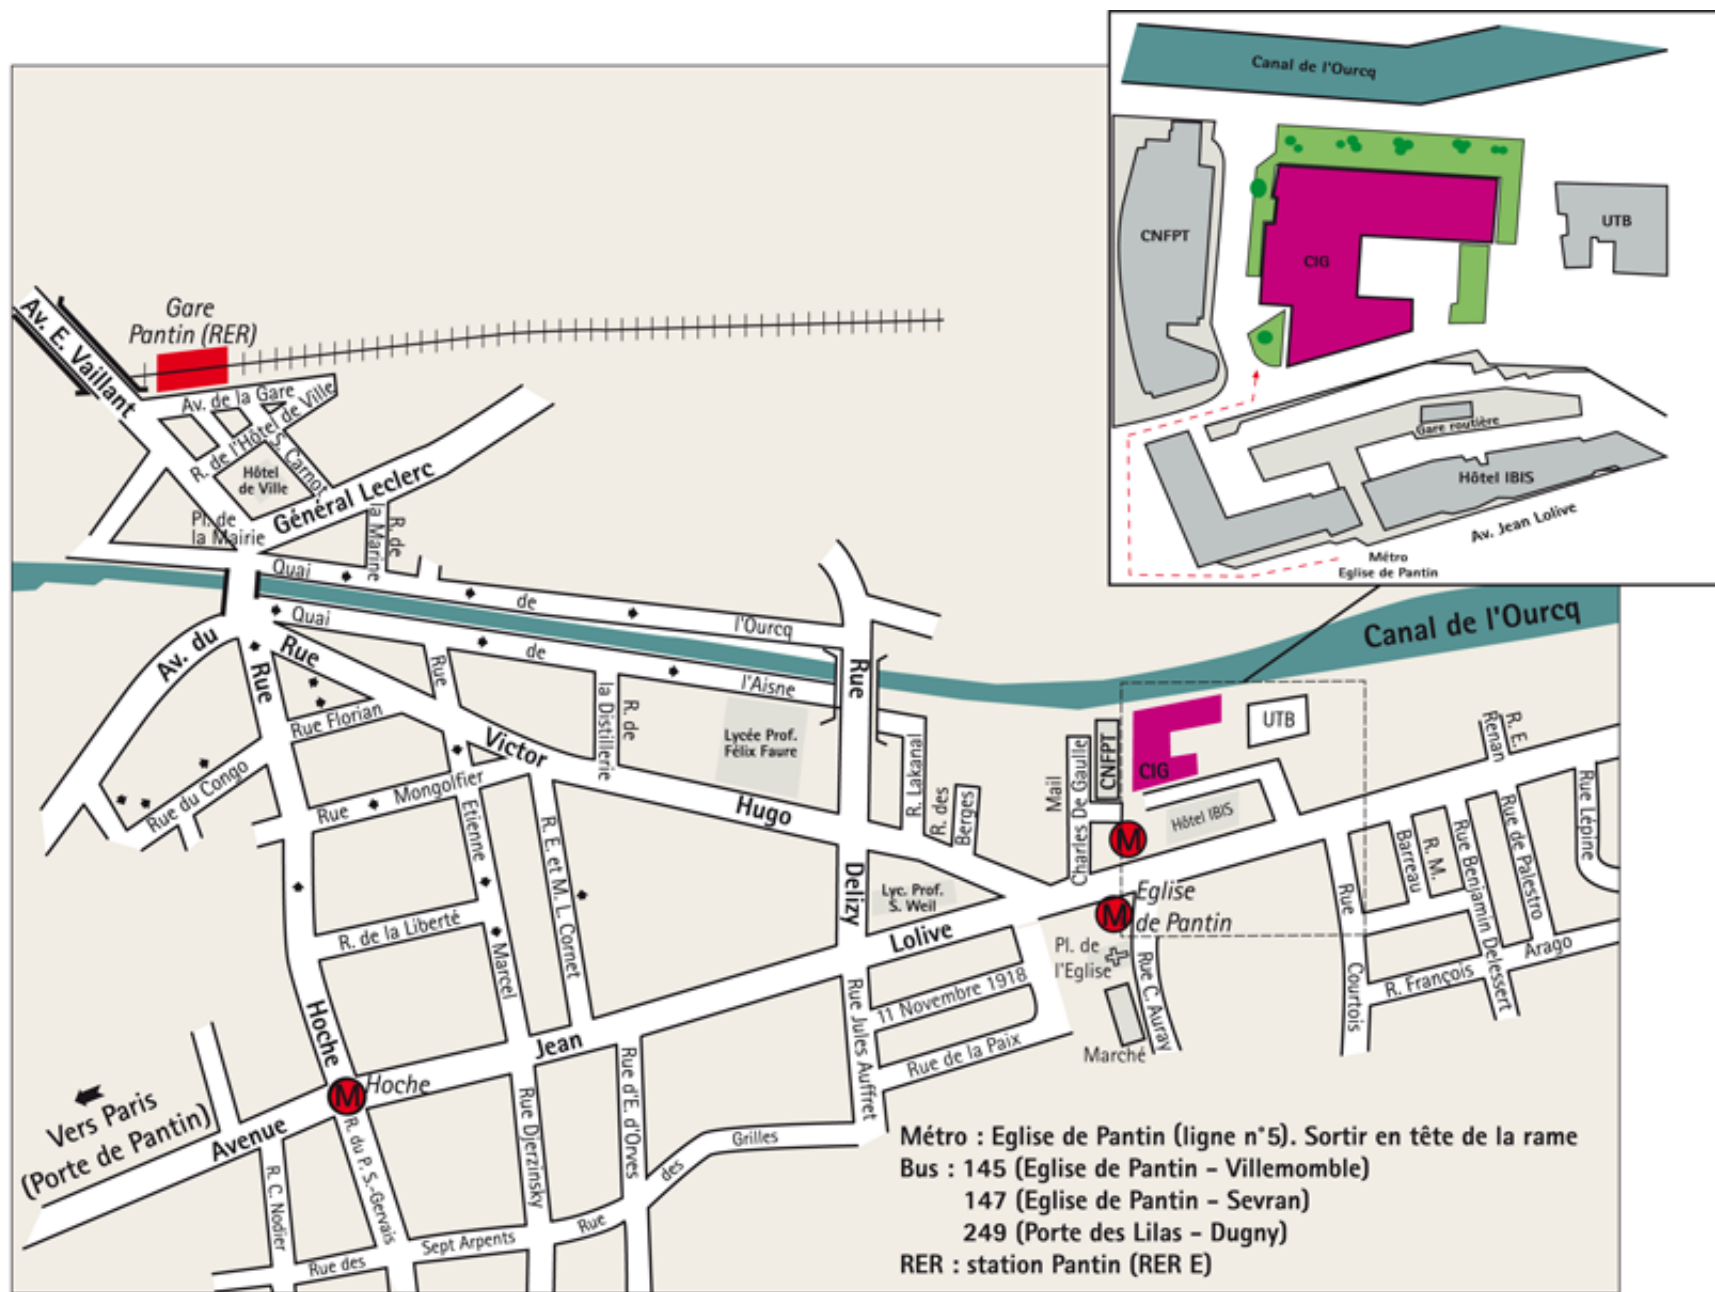 Canal de l'Ourcq
CNFPT
CIG
UTB
Gare routière
Hôtel IBIS
Av. Jean Lolive
Métro
Eglise de Pantin
Gare
Pantin (RER)
Av. E. Vaillant
Av. de la Gare
R. de l'Hôtel de Ville
S. Carnot
Hôtel
de Ville
Général Leclerc
Pl. de
la Mairie
R. de
la Marine
Quai de l'Ourcq
Quai de l'Aisne
Canal de l'Ourcq
Av. du
Rue
Rue
Victor
Hugo
Rue
Rue Florian
Rue du Congo
Rue Mongolfier
Etienne
Marcel
R. de
la Distillerie
Lycée Prof.
Félix Faure
Rue
Delizy
R. Lakanal
R. des
Berges
Mail
Charles De Gaulle
CNFPT
CIG
UTB
Hôtel IBIS
R. E.
Renan
Rue Lépine
Rue de Palestro
Rue Benjamin Delessert
R. M.
Barreau
Rue
Courtois
R. François
Arago
R. E. et M. L. Cornet
R. de la Liberté
Lyc. Prof.
S. Weil
M
M
Eglise
de Pantin
Pl. de
l'Eglise
Rue C. Auray
Marché
Lolive
11 Novembre 1918
Rue de la Paix
Rue Jules Auffret
Hoche
Jean
M
Hoche
Avenue
Vers Paris
(Porte de Pantin)
R. C. Nodier
R. du P. S.-Gervais
Rue Djerzinsky
Rue d'E. d'Orves
Rue des
Sept Arpents
Rue
des
Grilles
Métro : Eglise de Pantin (ligne n°5). Sortir en tête de la rame
Bus : 145 (Eglise de Pantin - Villemomble)
147 (Eglise de Pantin - Sevran)
249 (Porte des Lilas - Dugny)
RER : station Pantin (RER E)